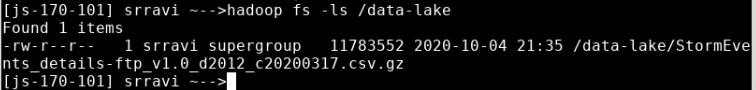 [js-170-101] srravi ~-->hadoop fs -ls /data-lake
Found 1 items
-rw-r--r--   1 srravi supergroup   11783552 2020-10-04 21:35 /data-lake/StormEve
nts_details-ftp_v1.0_d2012_c20200317.csv.gz
[js-170-101] srravi ~-->